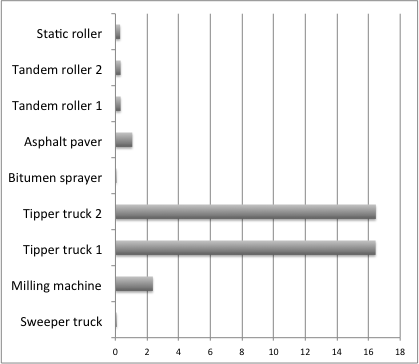 Static roller
Tandem roller 2
Tandem roller 1
Asphalt paver
Bitumen sprayer
Tipper truck 2
Tipper truck 1
Milling machine
Sweeper truck
0 2 4 6 8 10 12 14 16 18